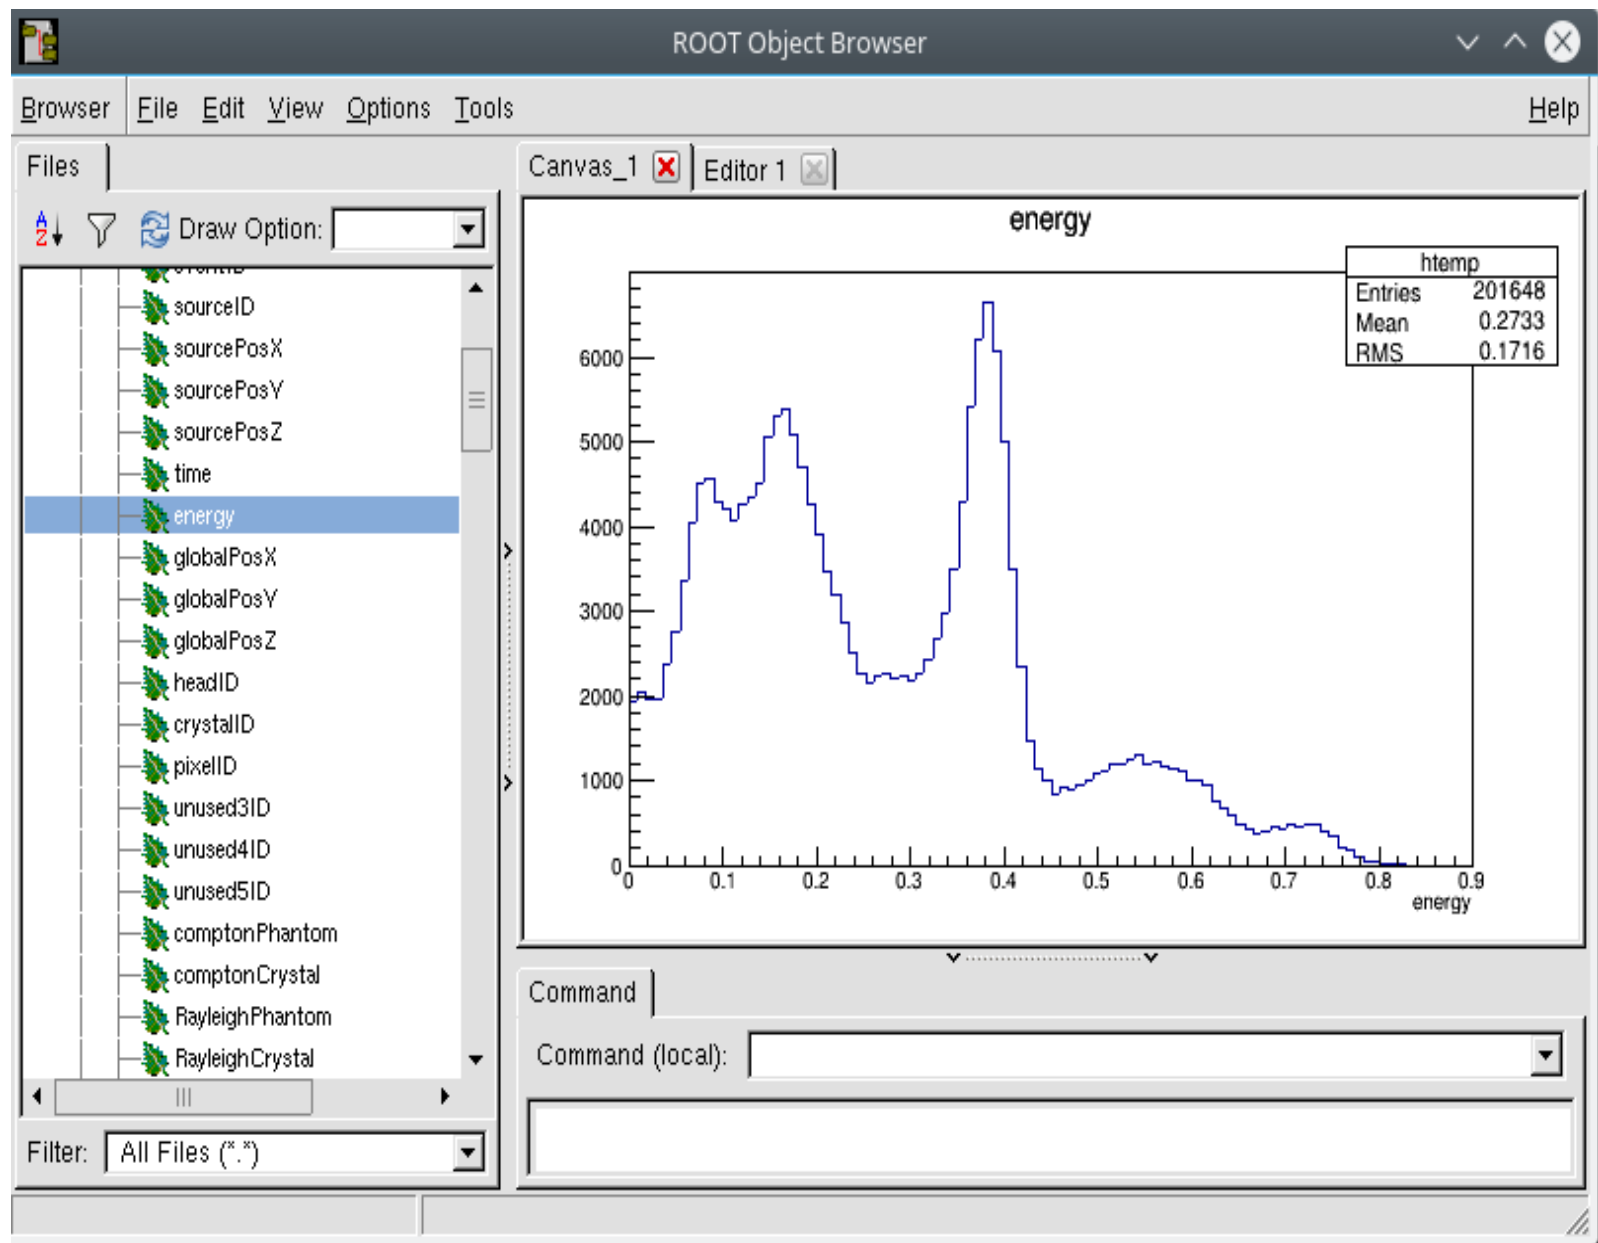 ROOT Object Browser
Browser File Edit View Options Tools Help
Files
Draw Option:
sourceID
sourcePosX
sourcePosY
sourcePosZ
time
energy
globalPosX
globalPosY
globalPosZ
headID
crystalID
pixelID
unused3ID
unused4ID
unused5ID
comptonPhantom
comptonCrystal
RayleighPhantom
RayleighCrystal
Filter: All Files (*.*)
Canvas_1 Editor 1
energy
htemp
Entries 201648
Mean 0.2733
RMS 0.1716
6000
5000
4000
3000
2000
1000
0
0 0.1 0.2 0.3 0.4 0.5 0.6 0.7 0.8 0.9
energy
Command
Command (local):